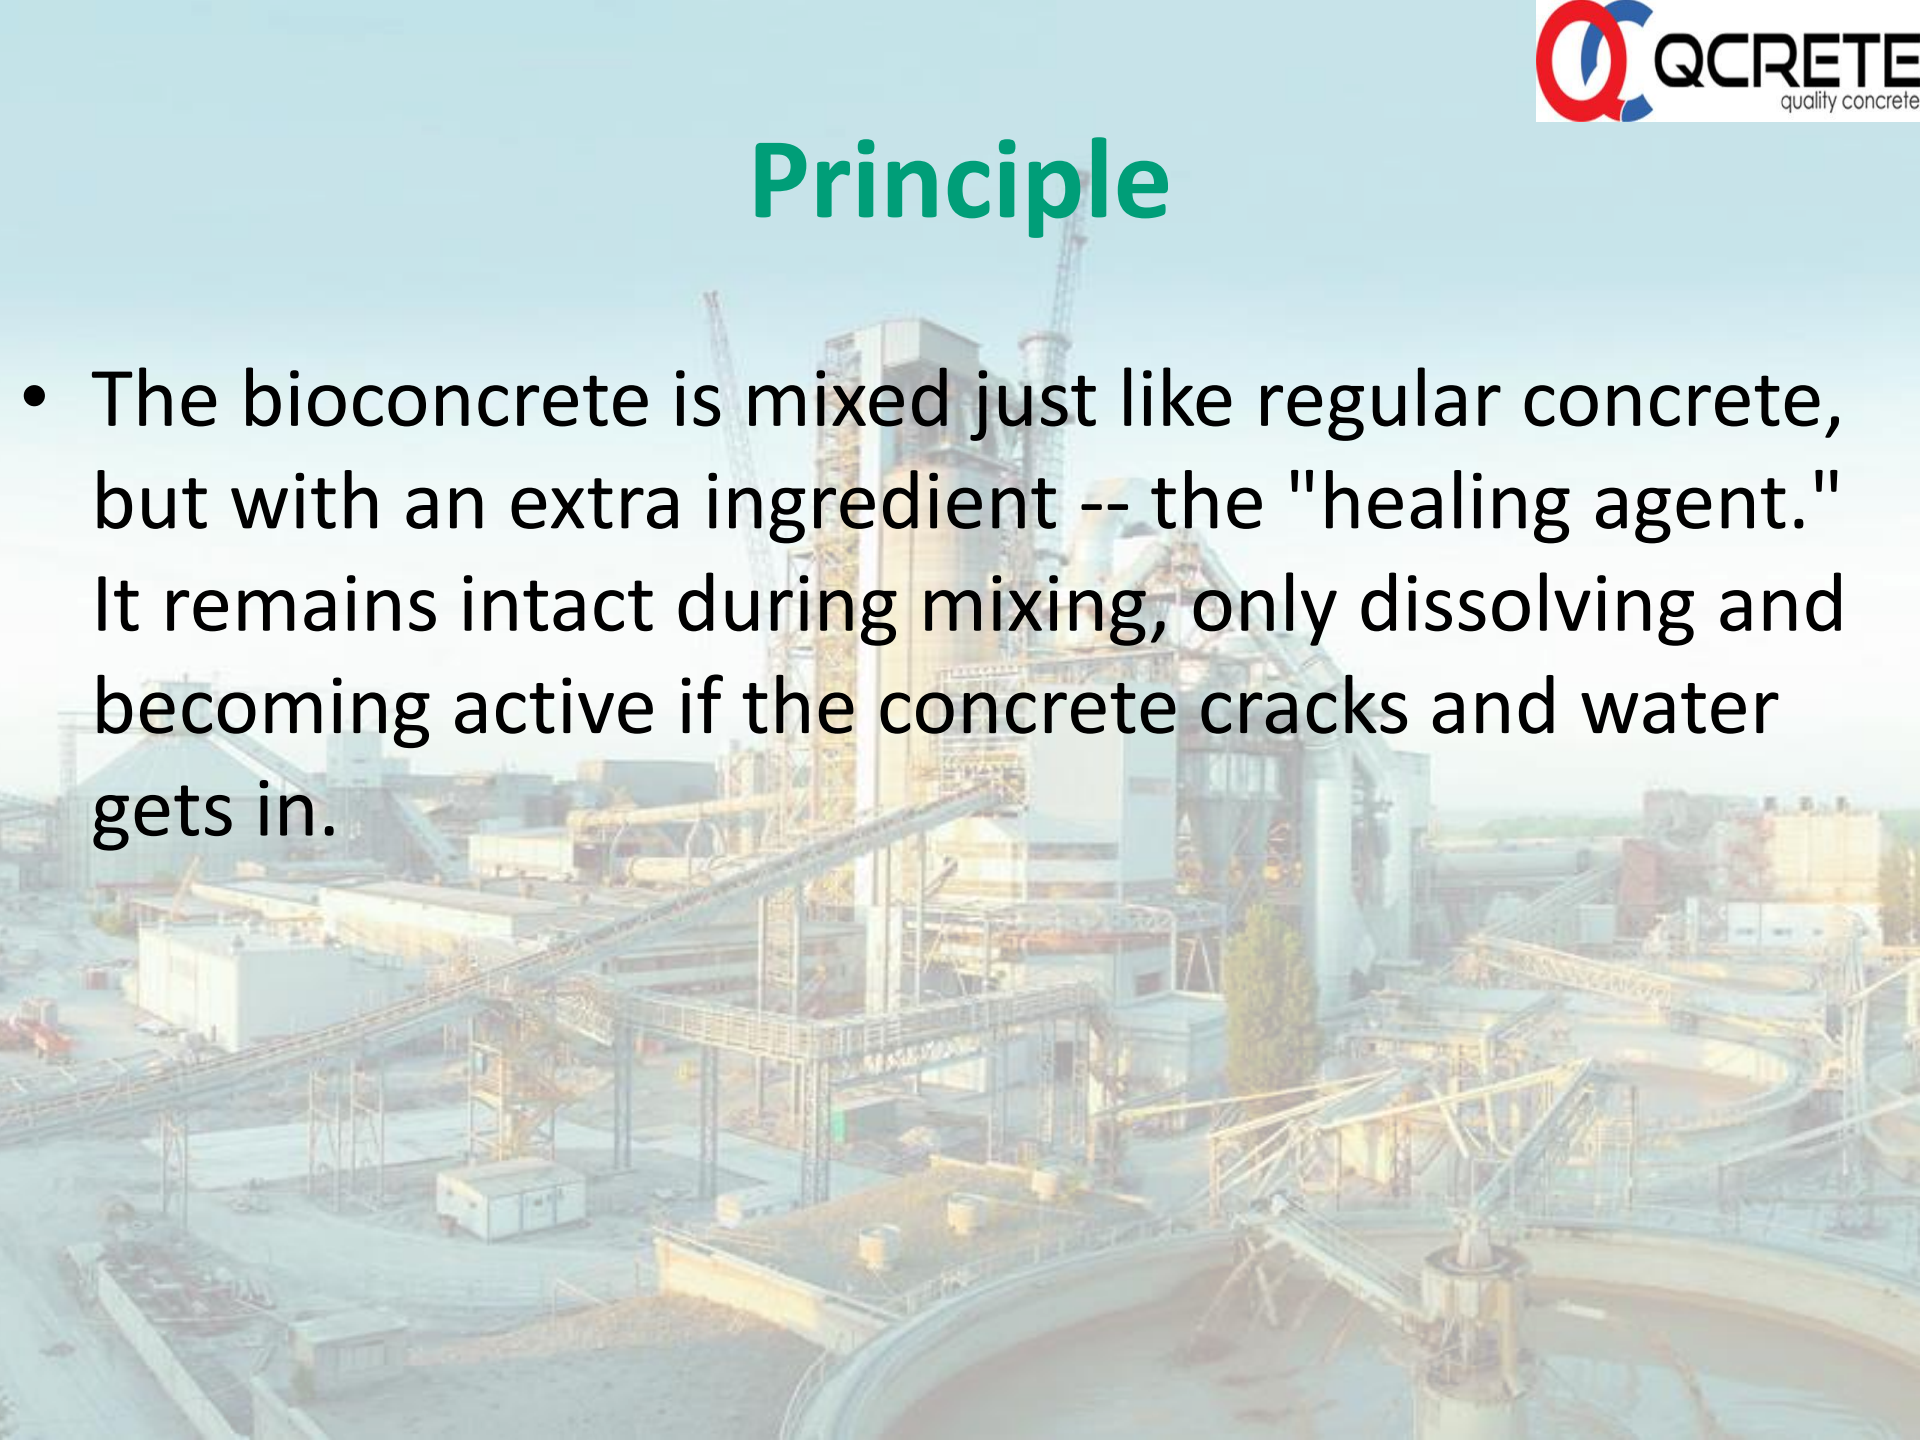 QCRETE
quality concrete
Principle
• The bioconcrete is mixed just like regular concrete,
but with an extra ingredient -- the "healing agent."
It remains intact during mixing, only dissolving and
becoming active if the concrete cracks and water
gets in.